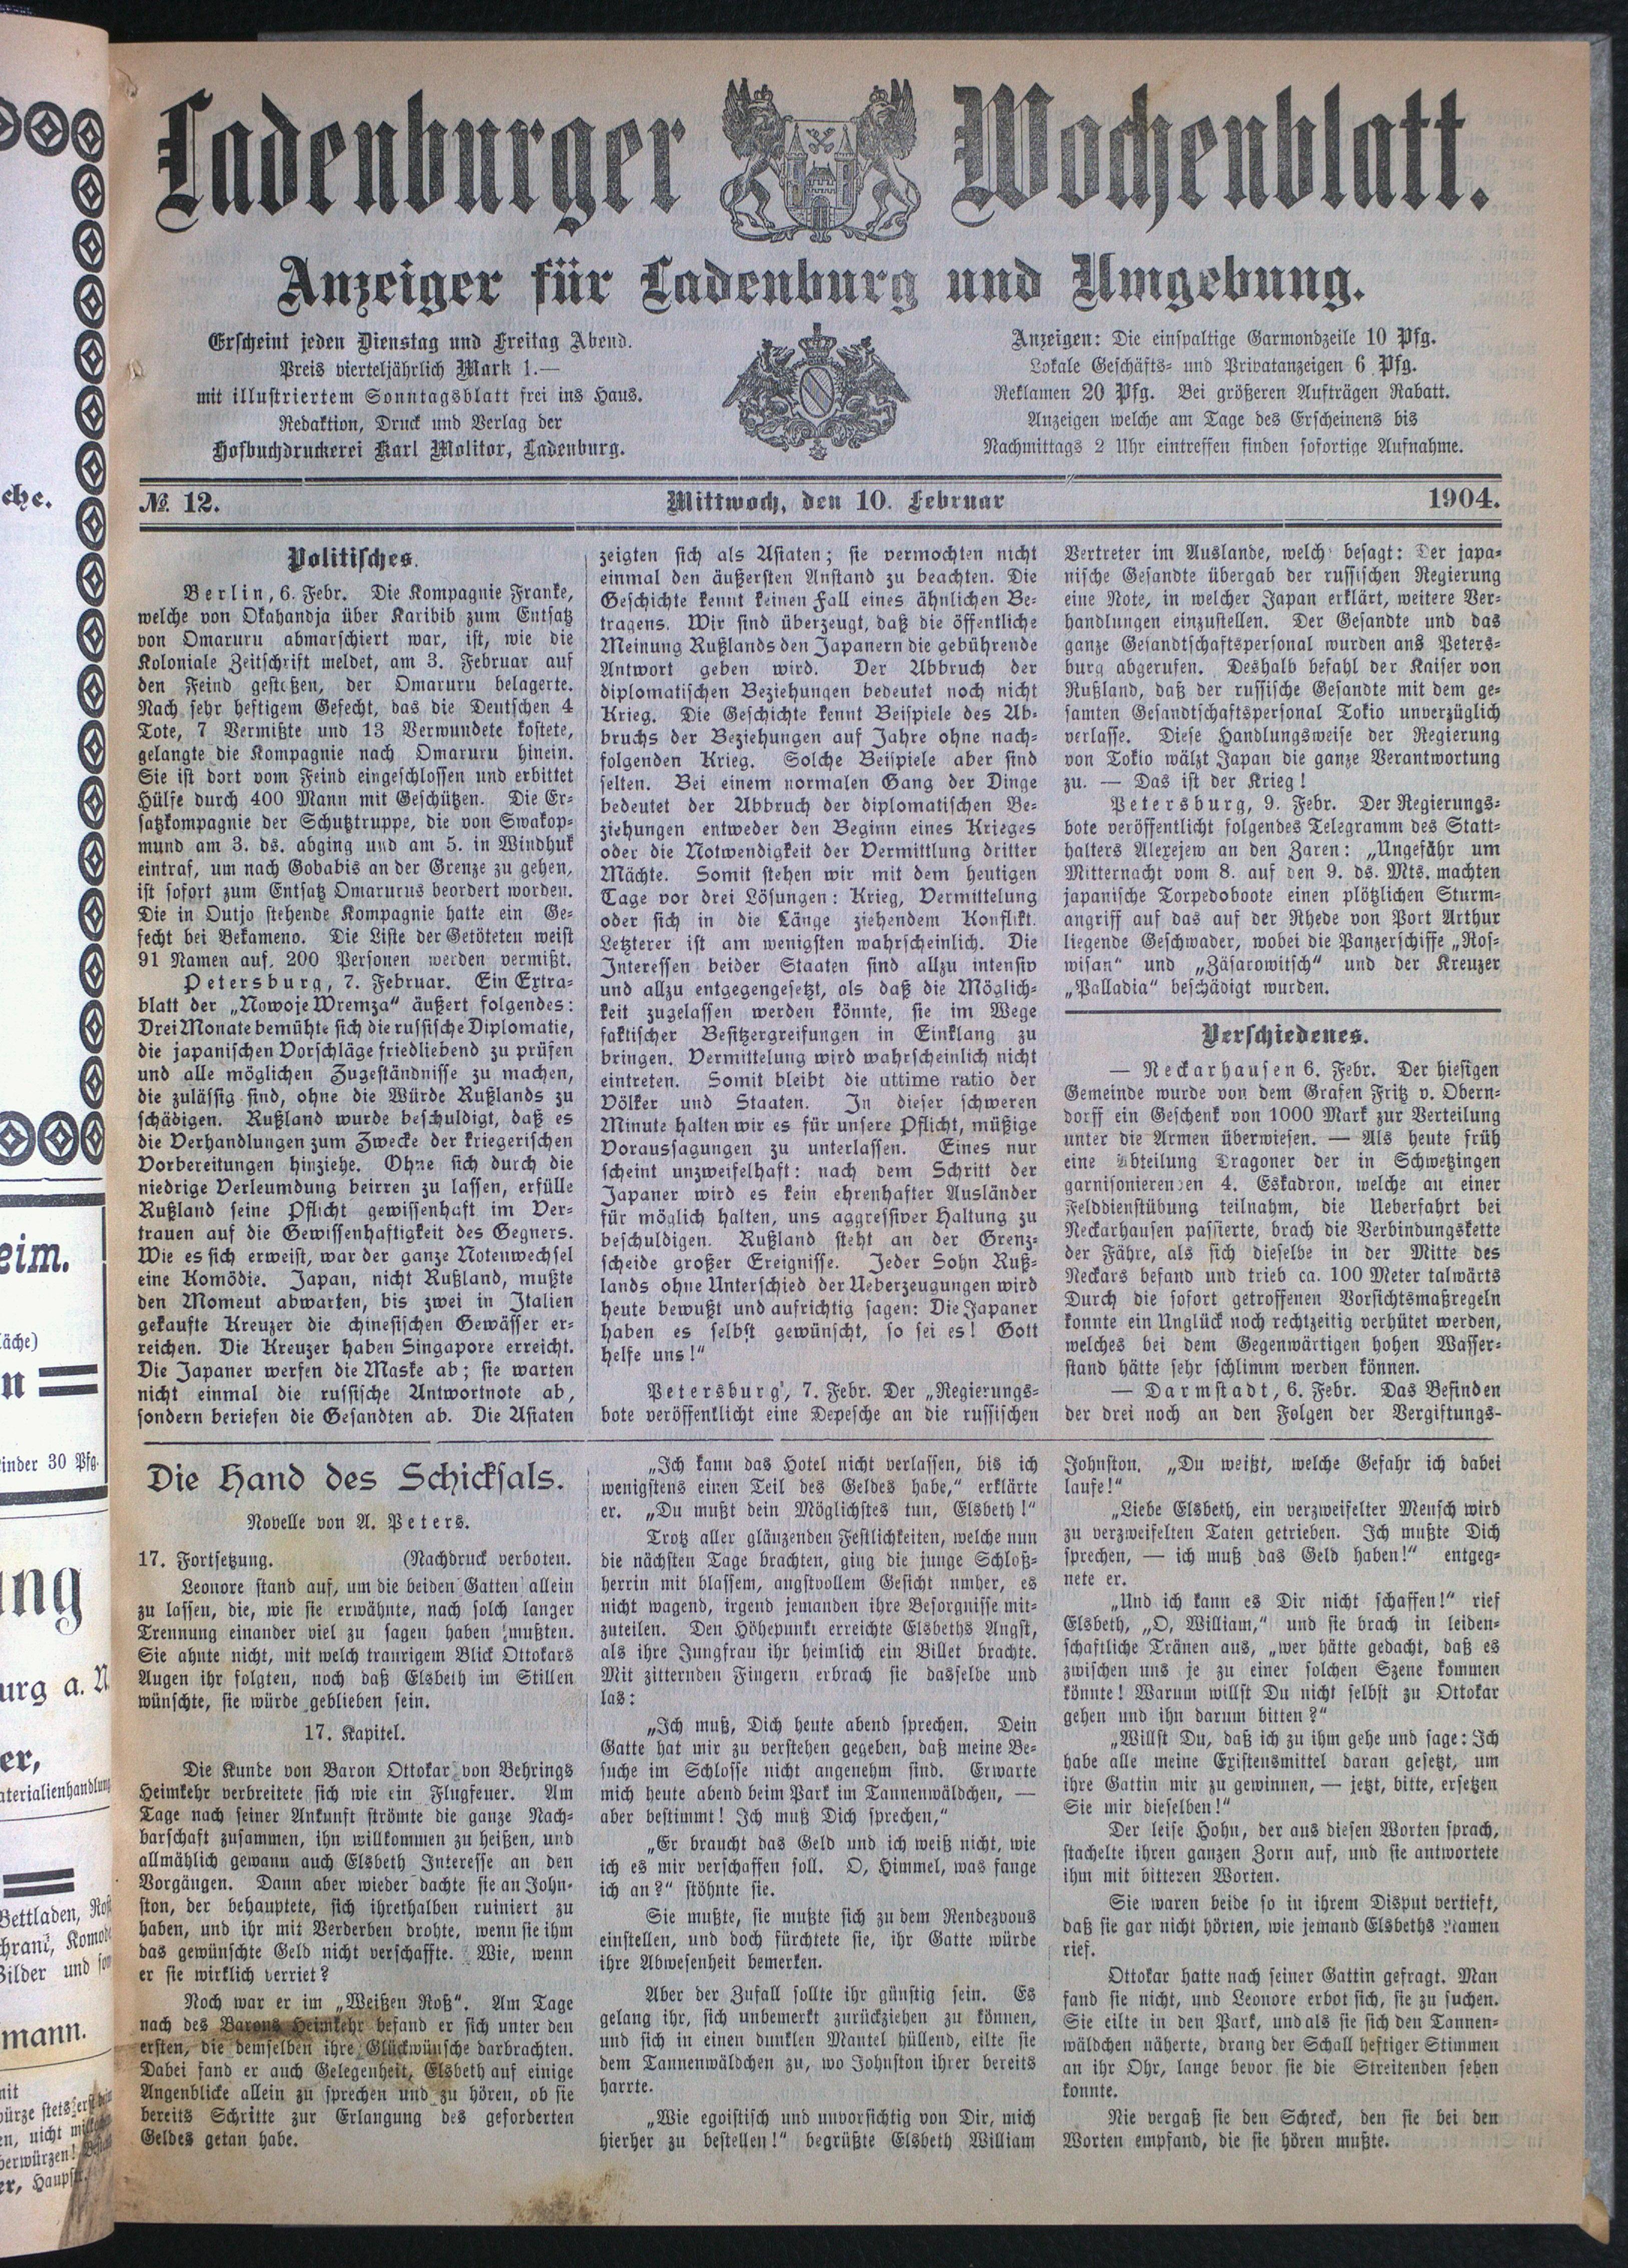 Ladenburger Wochenblatt.
Anzeiger für Ladenburg und Umgebung.
Erscheint jeden Dienstag und Freitag Abend.
Preis vierteljährlich Mark 1.—
mit illustriertem Sonntagsblatt frei ins Haus.
Redaktion, Druck und Verlag der
Hofbuchdruckerei Karl Molitor, Ladenburg.
Anzeigen: Die einspaltige Garmondzeile 10 Pfg.
Lokale Geschäfts- und Privatanzeigen 6 Pfg.
Reklamen 20 Pfg. Bei größeren Aufträgen Rabatt.
Anzeigen welche am Tage des Erscheinens bis
Nachmittags 2 Uhr eintreffen finden sofortige Aufnahme.
№ 12. Mittwoch, den 10. Februar 1904.
Politisches.
Berlin, 6. Febr. Die Kompagnie Franke,
welche von Okahandja über Karibib zum Entsatz
von Omaruru abmarschiert war, ist, wie die
Koloniale Zeitschrift meldet, am 3. Februar auf
den Feind gestoßen, der Omaruru belagerte.
Nach sehr heftigem Gefecht, das die Deutschen 4
Tote, 7 Vermißte und 13 Verwundete kostete,
gelangte die Kompagnie nach Omaruru hinein.
Sie ist dort vom Feind eingeschlossen und erbittet
Hülfe durch 400 Mann mit Geschützen. Die Er-
satzkompagnie der Schutztruppe, die von Swakop-
mund am 3. ds. abging und am 5. in Windhuk
eintraf, um nach Gobabis an der Grenze zu gehen,
ist sofort zum Entsatz Omarurus beordert worden.
Die in Outjo stehende Kompagnie hatte ein Ge-
fecht bei Bekameno. Die Liste der Getöteten weist
91 Namen auf, 200 Personen werden vermißt.
Petersburg, 7. Februar. Ein Extra-
blatt der „Nowoje Wremza“ äußert folgendes:
Drei Monate bemühte sich die russische Diplomatie,
die japanischen Vorschläge friedliebend zu prüfen
und alle möglichen Zugeständnisse zu machen,
die zulässig sind, ohne die Würde Rußlands zu
schädigen. Rußland wurde beschuldigt, daß es
die Verhandlungen zum Zwecke der kriegerischen
Vorbereitungen hinziehe. Ohne sich durch die
niedrige Verleumdung beirren zu lassen, erfülle
Rußland seine Pflicht gewissenhaft im Ver-
trauen auf die Gewissenhaftigkeit des Gegners.
Wie es sich erweist, war der ganze Notenwechsel
eine Komödie. Japan, nicht Rußland, mußte
den Moment abwarten, bis zwei in Italien
gekaufte Kreuzer die chinesischen Gewässer er-
reichen. Die Kreuzer haben Singapore erreicht.
Die Japaner werfen die Maske ab; sie warten
nicht einmal die russische Antwortnote ab,
sondern beriefen die Gesandten ab. Die Asiaten
zeigten sich als Asiaten; sie vermochten nicht
einmal den äußersten Anstand zu beachten. Die
Geschichte kennt keinen Fall eines ähnlichen Be-
tragens. Wir sind überzeugt, daß die öffentliche
Meinung Rußlands den Japanern die gebührende
Antwort geben wird. Der Abbruch der
diplomatischen Beziehungen bedeutet noch nicht
Krieg. Die Geschichte kennt Beispiele des Ab-
bruchs der Beziehungen auf Jahre ohne nach-
folgenden Krieg. Solche Beispiele aber sind
selten. Bei einem normalen Gang der Dinge
bedeutet der Abbruch der diplomatischen Be-
ziehungen entweder den Beginn eines Krieges
oder die Notwendigkeit der Vermittlung dritter
Mächte. Somit stehen wir mit dem heutigen
Tage vor drei Lösungen: Krieg, Vermittelung
oder sich in die Länge ziehendem Konflikt.
Letzterer ist am wenigsten wahrscheinlich. Die
Interessen beider Staaten sind allzu intensiv
und allzu entgegengesetzt, als daß die Möglich-
keit zugelassen werden könnte, sie im Wege
faktischer Besitzergreifungen in Einklang zu
bringen. Vermittelung wird wahrscheinlich nicht
eintreten. Somit bleibt die uttime ratio der
Völker und Staaten. In dieser schweren
Minute halten wir es für unsere Pflicht, müßige
Voraussagungen zu unterlassen. Eines nur
scheint unzweifelhaft: nach dem Schritt der
Japaner wird es kein ehrenhafter Ausländer
für möglich halten, uns aggressiver Haltung zu
beschuldigen. Rußland steht an der Grenz-
scheide großer Ereignisse. Jeder Sohn Ruß-
lands ohne Unterschied der Ueberzeugungen wird
heute bewußt und aufrichtig sagen: Die Japaner
haben es selbst gewünscht, so sei es! Gott
helfe uns!“
Petersburg, 7. Febr. Der „Regierungs-
bote veröffentlicht eine Depesche an die russischen
Vertreter im Auslande, welch besagt: Der japa-
nische Gesandte übergab der russischen Regierung
eine Note, in welcher Japan erklärt, weitere Ver-
handlungen einzustellen. Der Gesandte und das
ganze Gesandtschaftspersonal wurden ans Peters-
burg abgerufen. Deshalb befahl der Kaiser von
Rußland, daß der russische Gesandte mit dem ge-
samten Gesandtschaftspersonal Tokio unverzüglich
verlasse. Diese Handlungsweise der Regierung
von Tokio wälzt Japan die ganze Verantwortung
zu. — Das ist der Krieg!
Petersburg, 9. Febr. Der Regierungs-
bote veröffentlicht folgendes Telegramm des Statt-
halters Alexejew an den Zaren: „Ungefähr um
Mitternacht vom 8. auf den 9. ds. Mts. machten
japanische Torpedoboote einen plötzlichen Sturm-
angriff auf das auf der Rhede von Port Arthur
liegende Geschwader, wobei die Panzerschiffe „Ros-
wisan“ und „Zäsarowitsch“ und der Kreuzer
„Palladia“ beschädigt wurden.
Verschiedenes.
— Neckarhausen 6. Febr. Der hiesigen
Gemeinde wurde von dem Grafen Fritz v. Obern-
dorff ein Geschenk von 1000 Mark zur Verteilung
unter die Armen überwiesen. — Als heute früh
eine Abteilung Dragoner der in Schwetzingen
garnisonierenden 4. Eskadron, welche an einer
Felddienstübung teilnahm, die Ueberfahrt bei
Neckarhausen passierte, brach die Verbindungskette
der Fähre, als sich dieselbe in der Mitte des
Neckars befand und trieb ca. 100 Meter talwärts
Durch die sofort getroffenen Vorsichtsmaßregeln
konnte ein Unglück noch rechtzeitig verhütet werden,
welches bei dem Gegenwärtigen hohen Wasser-
stand hätte sehr schlimm werden können.
— Darmstadt, 6. Febr. Das Befinden
der drei noch an den Folgen der Vergiftungs-
Die Hand des Schicksals.
Novelle von A. Peters.
17. Fortsetzung. (Nachdruck verboten.
Leonore stand auf, um die beiden Gatten allein
zu lassen, die, wie sie erwähnte, nach solch langer
Trennung einander viel zu sagen haben mußten.
Sie ahnte nicht, mit welch traurigem Blick Ottokars
Augen ihr folgten, noch daß Elsbeth im Stillen
wünschte, sie würde geblieben sein.
17. Kapitel.
Die Kunde von Baron Ottokar von Behrings
Heimkehr verbreitete sich wie ein Flugfeuer. Am
Tage nach seiner Ankunft strömte die ganze Nach-
barschaft zusammen, ihn willkommen zu heißen, und
allmählich gewann auch Elsbeth Interesse an den
Vorgängen. Dann aber wieder dachte sie an John-
ston, der behauptete, sich ihrethalben ruiniert zu
haben, und ihr mit Verderben drohte, wenn sie ihm
das gewünschte Geld nicht verschaffte. Wie, wenn
er sie wirklich verriet?
Noch war er im „Weißen Roß“. Am Tage
nach des Barons Heimkehr befand er sich unter den
ersten, die demselben ihre Glückwünsche darbrachten.
Dabei fand er auch Gelegenheit, Elsbeth auf einige
Angenblicke allein zu sprechen und zu hören, ob sie
bereits Schritte zur Erlangung des geforderten
Geldes getan habe.
„Ich kann das Hotel nicht verlassen, bis ich
wenigstens einen Teil des Geldes habe,“ erklärte
er. „Du mußt dein Möglichstes tun, Elsbeth!“
Trotz aller glänzenden Festlichkeiten, welche nun
die nächsten Tage brachten, ging die junge Schloß-
herrin mit blassem, angstvollem Gesicht umher, es
nicht wagend, irgend jemanden ihre Besorgnisse mit-
zuteilen. Den Höhepunkt erreichte Elsbeths Angst,
als ihre Jungfrau ihr heimlich ein Billet brachte.
Mit zitternden Fingern erbrach sie dasselbe und
las:
„Ich muß, Dich heute abend sprechen. Dein
Gatte hat mir zu verstehen gegeben, daß meine Be-
suche im Schlosse nicht angenehm sind. Erwarte
mich heute abend beim Park im Tannenwäldchen, —
aber bestimmt! Ich muß Dich sprechen,“
„Er braucht das Geld und ich weiß nicht, wie
ich es mir verschaffen soll. O, Himmel, was fange
ich an?“ stöhnte sie.
Sie mußte, sie mußte sich zu dem Rendezvous
einstellen, und doch fürchtete sie, ihr Gatte würde
ihre Abwesenheit bemerken.
Aber der Zufall sollte ihr günstig sein. Es
gelang ihr, sich unbemerkt zurückziehen zu können,
und sich in einen dunklen Mantel hüllend, eilte sie
dem Tannenwäldchen zu, wo Johnston ihrer bereits
harrte.
„Wie egoistisch und unvorsichtig von Dir, mich
hierher zu bestellen!“ begrüßte Elsbeth William
Johnston. „Du weißt, welche Gefahr ich dabei
laufe!“
„Liebe Elsbeth, ein verzweifelter Mensch wird
zu verzweifelten Taten getrieben. Ich mußte Dich
sprechen, — ich muß das Geld haben!“ entgeg-
nete er.
„Und ich kann es Dir nicht schaffen!“ rief
Elsbeth, „O, William,“ und sie brach in leiden-
schaftliche Tränen aus, „wer hätte gedacht, daß es
zwischen uns je zu einer solchen Szene kommen
könnte! Warum willst Du nicht selbst zu Ottokar
gehen und ihn darum bitten?“
„Willst Du, daß ich zu ihm gehe und sage: Ich
habe alle meine Existensmittel daran gesetzt, um
ihre Gattin mir zu gewinnen, — jetzt, bitte, ersetzen
Sie mir dieselben!“
Der leise Hohn, der aus diesen Worten sprach,
stachelte ihren ganzen Zorn auf, und sie antwortete
ihm mit bitteren Worten.
Sie waren beide so in ihrem Disput vertieft,
daß sie gar nicht hörten, wie jemand Elsbeths Namen
rief.
Ottokar hatte nach seiner Gattin gefragt. Man
fand sie nicht, und Leonore erbot sich, sie zu suchen.
Sie eilte in den Park, und als sie sich den Tannen-
wäldchen näherte, drang der Schall heftiger Stimmen
an ihr Ohr, lange bevor sie die Streitenden sehen
konnte.
Nie vergaß sie den Schreck, den sie bei den
Worten empfand, die sie hören mußte.